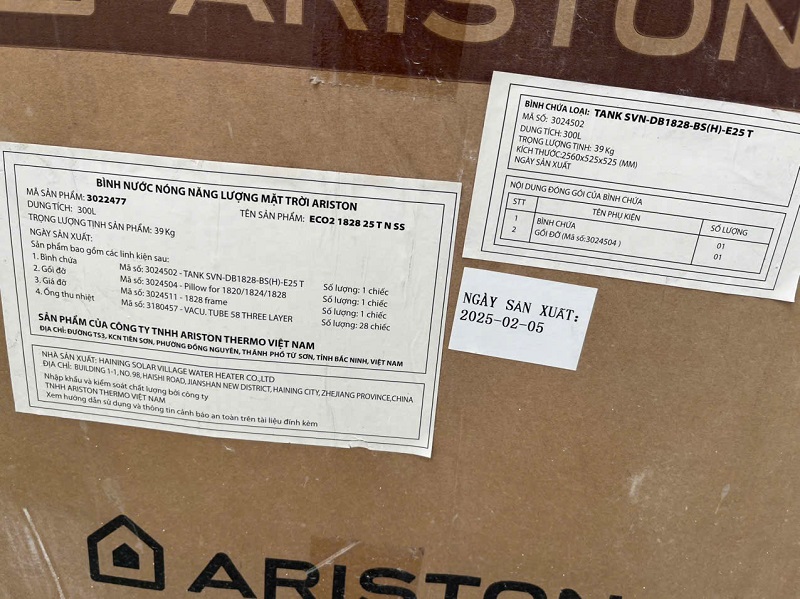 ARISTON
BÌNH NƯỚC NÓNG NĂNG LƯỢNG MẶT TRỜI ARISTON
MÃ SẢN PHẨM: 3022477
DUNG TÍCH: 300L TÊN SẢN PHẨM: ECO2 1828 25 T N SS
TRỌNG LƯỢNG TỊNH SẢN PHẨM: 39 Kg
NGÀY SẢN XUẤT:
Sản phẩm bao gồm các linh kiện sau:
1. Bình chứa Mã số: 3024502 - TANK SVN-DB1828-BS(H)-E25 T Số lượng: 1 chiếc
2. Gối đỡ Mã số: 3024504 - Pillow for 1820/1824/1828 Số lượng: 1 chiếc
3. Giá đỡ Mã số: 3024511 - 1828 frame Số lượng: 1 chiếc
4. Ống thu nhiệt Mã số: 3180457 - VACU. TUBE 58 THREE LAYER Số lượng: 28 chiếc
SẢN PHẨM CỦA CÔNG TY TNHH ARISTON THERMO VIỆT NAM
ĐỊA CHỈ: ĐƯỜNG TS3, KCN TIÊN SƠN, PHƯỜNG ĐỒNG NGUYÊN, THÀNH PHỐ TỪ SƠN, TỈNH BẮC NINH, VIỆT NAM
NHÀ SẢN XUẤT: HAINING SOLAR VILLAGE WATER HEATER CO.,LTD
ĐỊA CHỈ: BUILDING 1-1, NO. 98, HAISHI ROAD, JIANSHAN NEW DISTRICT, HAINING CITY, ZHEJIANG PROVINCE,CHINA
Nhập khẩu và kiểm soát chất lượng bởi công ty
TNHH ARISTON THERMO VIỆT NAM
Xem hướng dẫn sử dụng và thông tin cảnh báo an toàn trên tài liệu đính kèm
BÌNH CHỨA LOẠI: TANK SVN-DB1828-BS(H)-E25 T
MÃ SỐ: 3024502
DUNG TÍCH: 300L
TRỌNG LƯỢNG TỊNH: 39 Kg
KÍCH THƯỚC:2560x525x525 (MM)
NGÀY SẢN XUẤT
NỘI DUNG ĐÓNG GÓI CỦA BÌNH CHỨA
STT TÊN PHỤ KIỆN SỐ LƯỢNG
1 BÌNH CHỨA 01
2 GỐI ĐỠ (Mã số:3024504 ) 01
NGÀY SẢN XUẤT:
2025-02-05
ARISTON